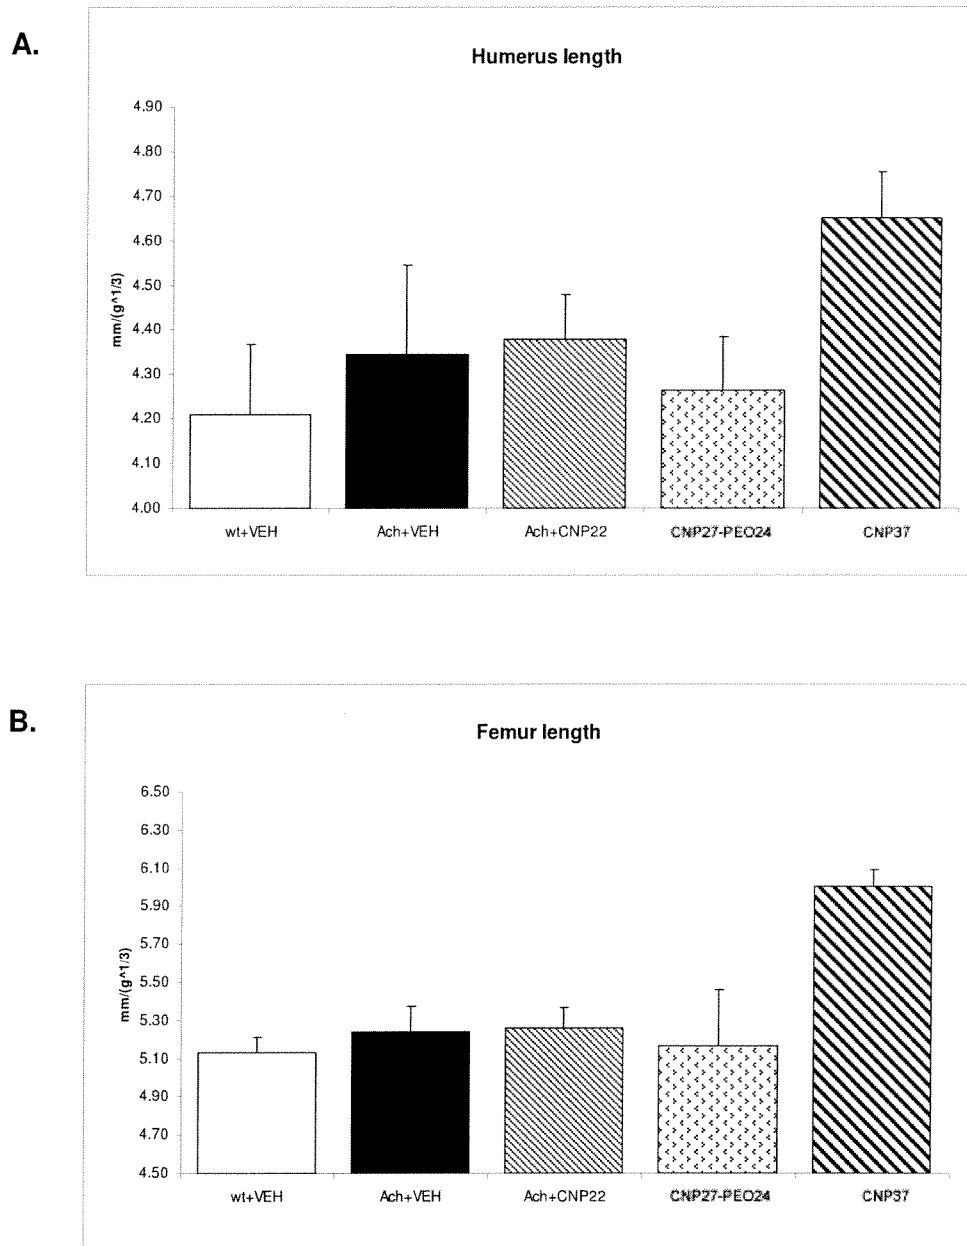 A.
Humerus length
4.90
4.80
4.70
4.60
4.50
4.40
4.30
4.20
4.10
4.00
mm/(g^1/3)
wt+VEH Ach+VEH Ach+CNP22 CNP27-PEO24 CNP37
B.
Femur length
6.50
6.30
6.10
5.90
5.70
5.50
5.30
5.10
4.90
4.70
4.50
mm/(g^1/3)
wt+VEH Ach+VEH Ach+CNP22 CNP27-PEO24 CNP37